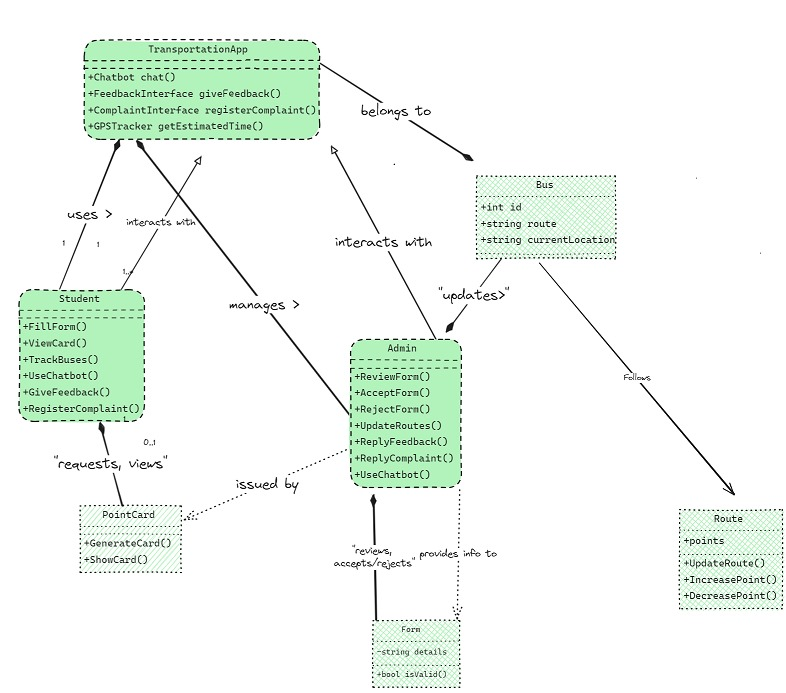 TransportationApp
+Chatbot chat()
+FeedbackInterface giveFeedback()
+ComplaintInterface registerComplaint()
+GPSTracker getEstimatedTime()
belongs to
Bus
+int id
+string route
+string currentLocation
uses >
interacts with
1
1
1..*
interacts with
"updates>"
manages >
Student
+FillForm()
+ViewCard()
+TrackBuses()
+UseChatbot()
+GiveFeedback()
+RegisterComplaint()
Admin
+ReviewForm()
+AcceptForm()
+RejectForm()
+UpdateRoutes()
+ReplyFeedback()
+ReplyComplaint()
+UseChatbot()
Follows
0..1
"requests, views"
issued by
PointCard
+GenerateCard()
+ShowCard()
Route
+points
+UpdateRoute()
+IncreasePoint()
+DecreasePoint()
"reviews,
accepts/rejects"
provides info to
Form
-string details
+bool isValid()